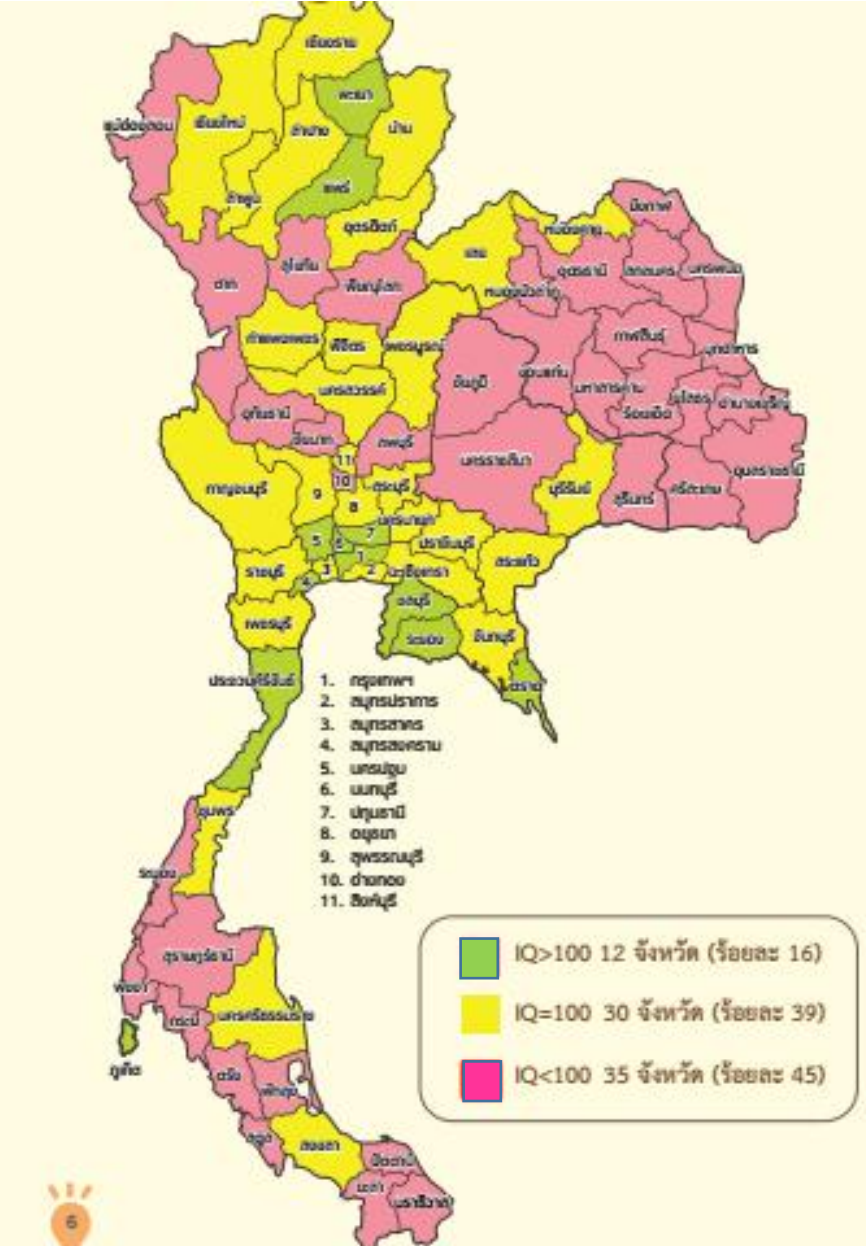 เชียงราย
พะเยา
แม่ฮ่องสอน
เชียงใหม่
ลำปาง
น่าน
ลำพูน
แพร่
อุตรดิตถ์
บึงกาฬ
หนองคาย
เลย
ตาก
สุโขทัย
พิษณุโลก
อุดรธานี
สกลนคร
นครพนม
หนองบัวลำภู
กำแพงเพชร
พิจิตร
เพชรบูรณ์
กาฬสินธุ์
มุกดาหาร
ชัยภูมิ
ขอนแก่น
มหาสารคาม
ร้อยเอ็ด
ยโสธร
อำนาจเจริญ
นครสวรรค์
อุทัยธานี
ชัยนาท
ลพบุรี
นครราชสีมา
อุบลราชธานี
11
10
กาญจนบุรี
9
สระบุรี
8
บุรีรัมย์
สุรินทร์
ศรีสะเกษ
นครนายก
5
6
7
ปราจีนบุรี
1
สระแก้ว
ราชบุรี
4
3
2
ฉะเชิงเทรา
ชลบุรี
เพชรบุรี
ระยอง
จันทบุรี
ประจวบคีรีขันธ์
ตราด
1. กรุงเทพฯ
2. สมุทรปราการ
3. สมุทรสาคร
4. สมุทรสงคราม
5. นครปฐม
6. นนทบุรี
7. ปทุมธานี
8. อยุธยา
9. สุพรรณบุรี
10. อ่างทอง
11. สิงห์บุรี
ชุมพร
ระนอง
สุราษฎร์ธานี
พังงา
กระบี่
นครศรีธรรมราช
ภูเก็ต
ตรัง
พัทลุง
สตูล
สงขลา
ปัตตานี
ยะลา
นราธิวาส
IQ>100 12 จังหวัด (ร้อยละ 16)
IQ=100 30 จังหวัด (ร้อยละ 39)
IQ<100 35 จังหวัด (ร้อยละ 45)
6